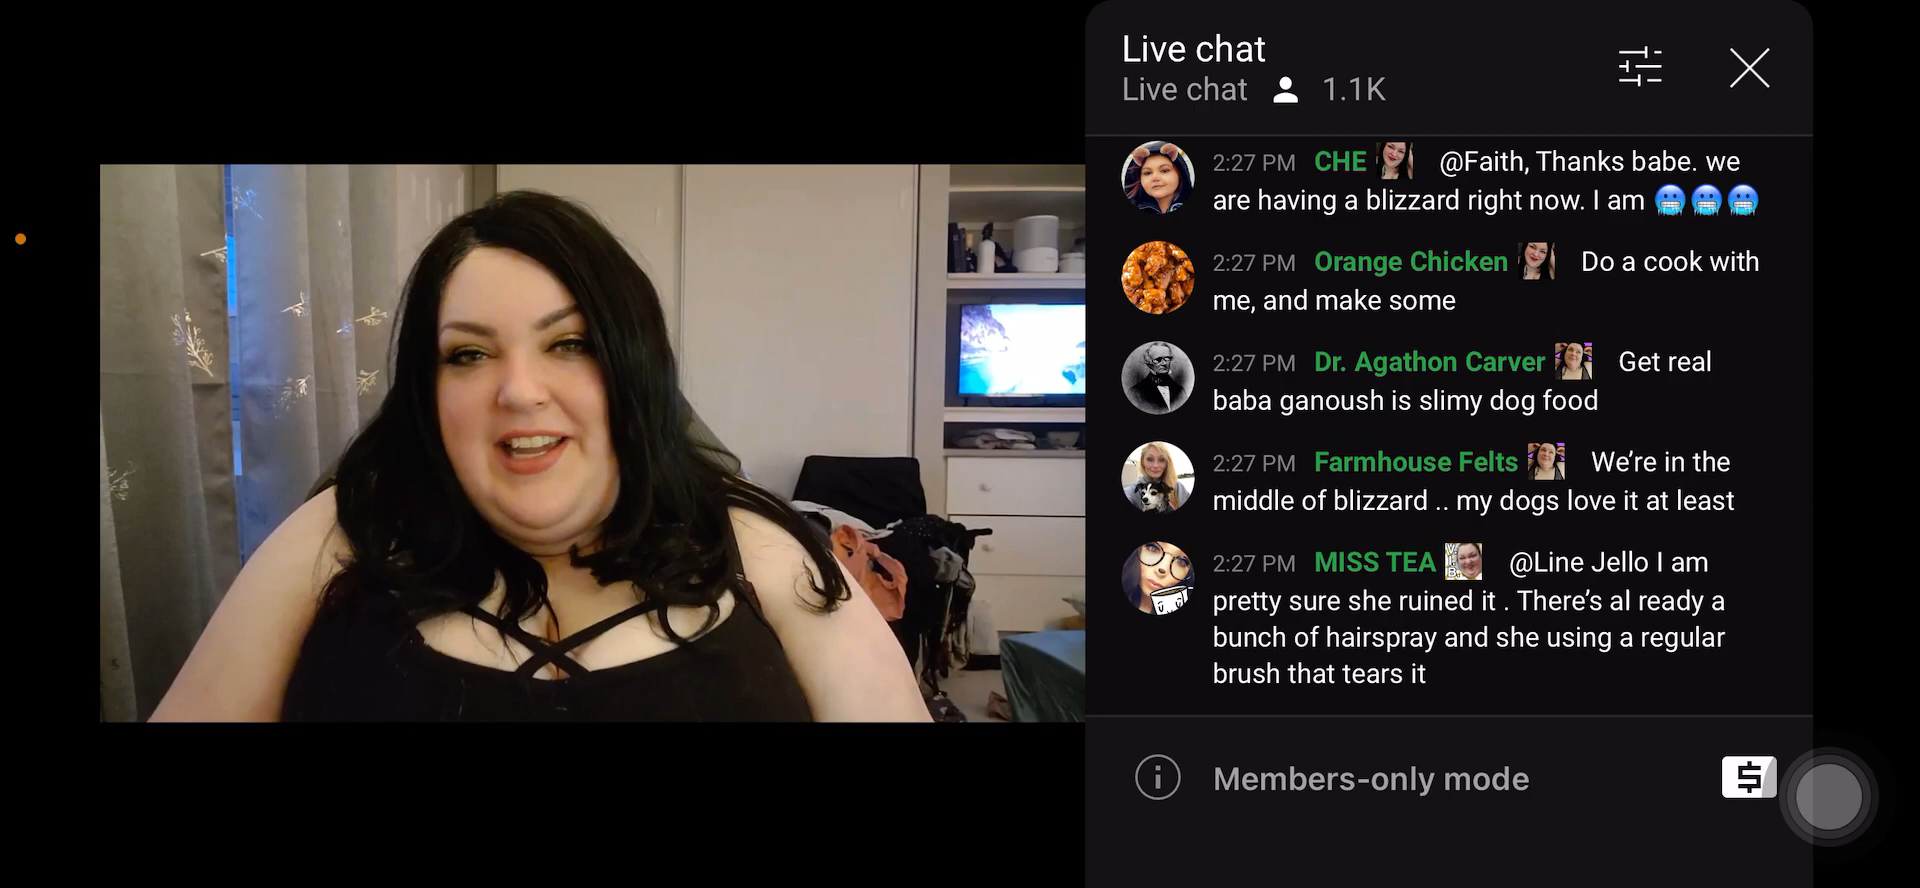 Live chat
Live chat 1.1K
2:27 PM CHE @Faith, Thanks babe. we
are having a blizzard right now. I am 🥶🥶🥶
2:27 PM Orange Chicken Do a cook with
me, and make some
2:27 PM Dr. Agathon Carver Get real
baba ganoush is slimy dog food
2:27 PM Farmhouse Felts We’re in the
middle of blizzard .. my dogs love it at least
2:27 PM MISS TEA @Line Jello I am
pretty sure she ruined it . There’s al ready a
bunch of hairspray and she using a regular
brush that tears it
Members-only mode